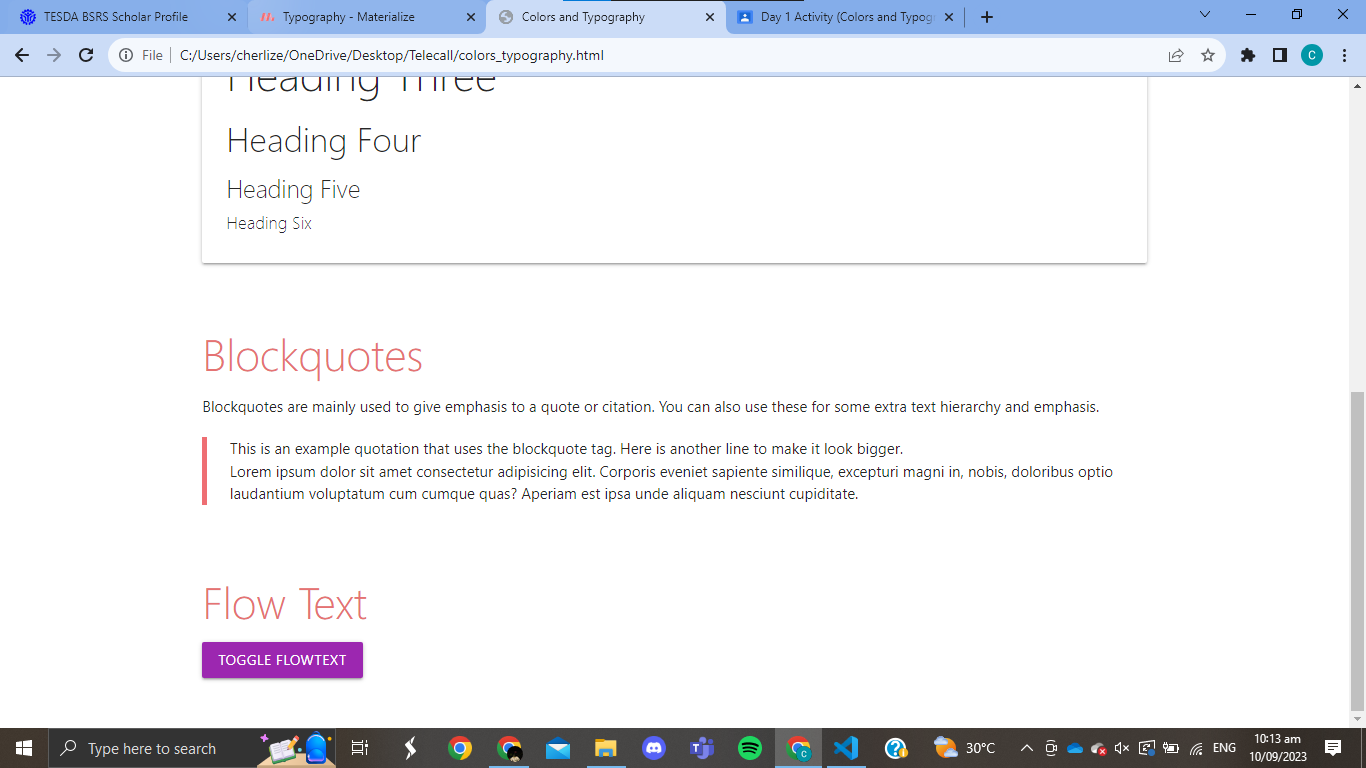 TESDA BSRS Scholar Profile
Typography - Materialize
Colors and Typography
Day 1 Activity (Colors and Typog
File
C:/Users/cherlize/OneDrive/Desktop/Telecall/colors_typography.html
C
Heading Three
Heading Four
Heading Five
Heading Six
Blockquotes
Blockquotes are mainly used to give emphasis to a quote or citation. You can also use these for some extra text hierarchy and emphasis.
This is an example quotation that uses the blockquote tag. Here is another line to make it look bigger.
Lorem ipsum dolor sit amet consectetur adipisicing elit. Corporis eveniet sapiente similique, excepturi magni in, nobis, doloribus optio
laudantium voluptatum cum cumque quas? Aperiam est ipsa unde aliquam nesciunt cupiditate.
Flow Text
TOGGLE FLOWTEXT
Type here to search
30°C
ENG
10:13 am
10/09/2023